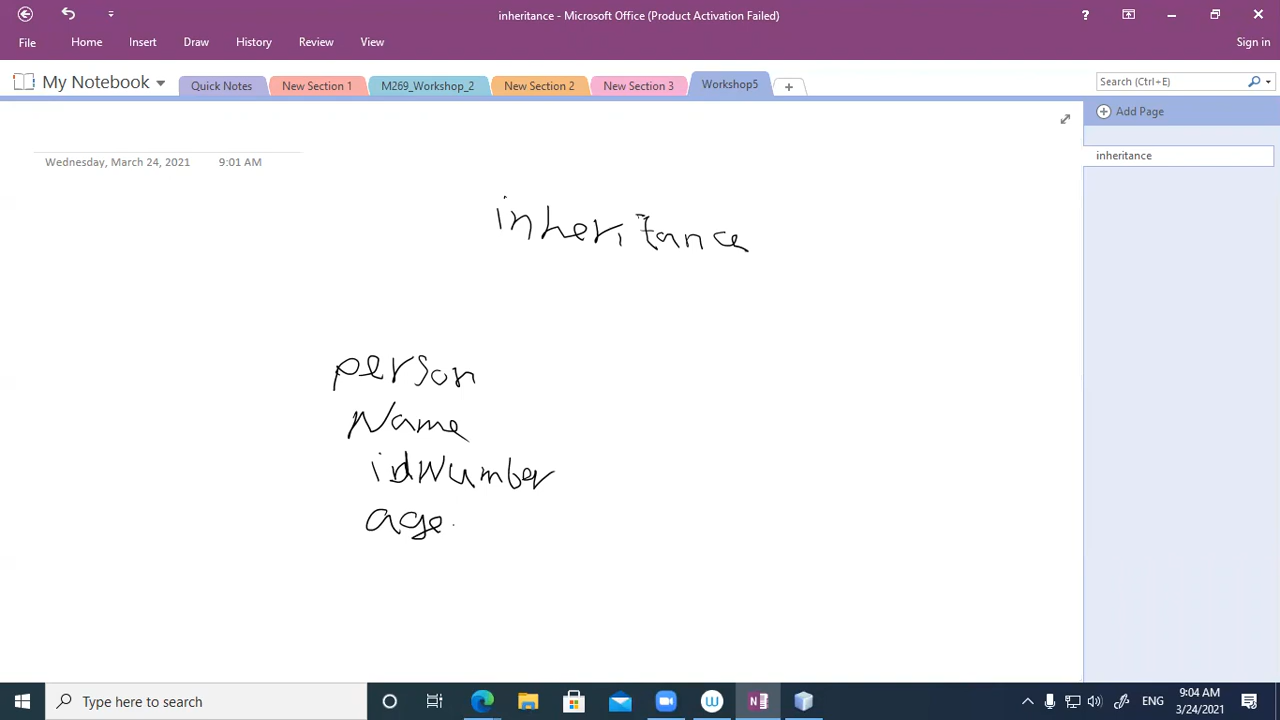 inheritance - Microsoft Office (Product Activation Failed)
?
File Home Insert Draw History Review View
Sign in
My Notebook Quick Notes New Section 1 M269_Workshop_2 New Section 2 New Section 3 Workshop5 +
Search (Ctrl+E)
Add Page
inheritance
Wednesday, March 24, 2021 9:01 AM
inheritance
person
Name
idNumber
age
Type here to search
W
N
ENG
9:04 AM
3/24/2021